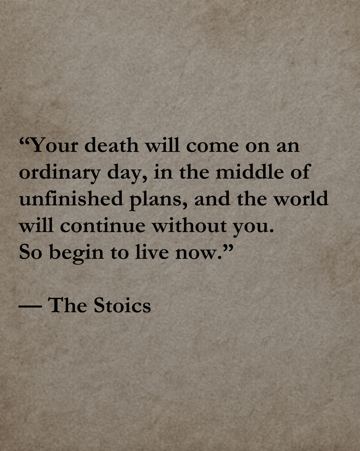 “Your death will come on an
ordinary day, in the middle of
unfinished plans, and the world
will continue without you.
So begin to live now.”
— The Stoics